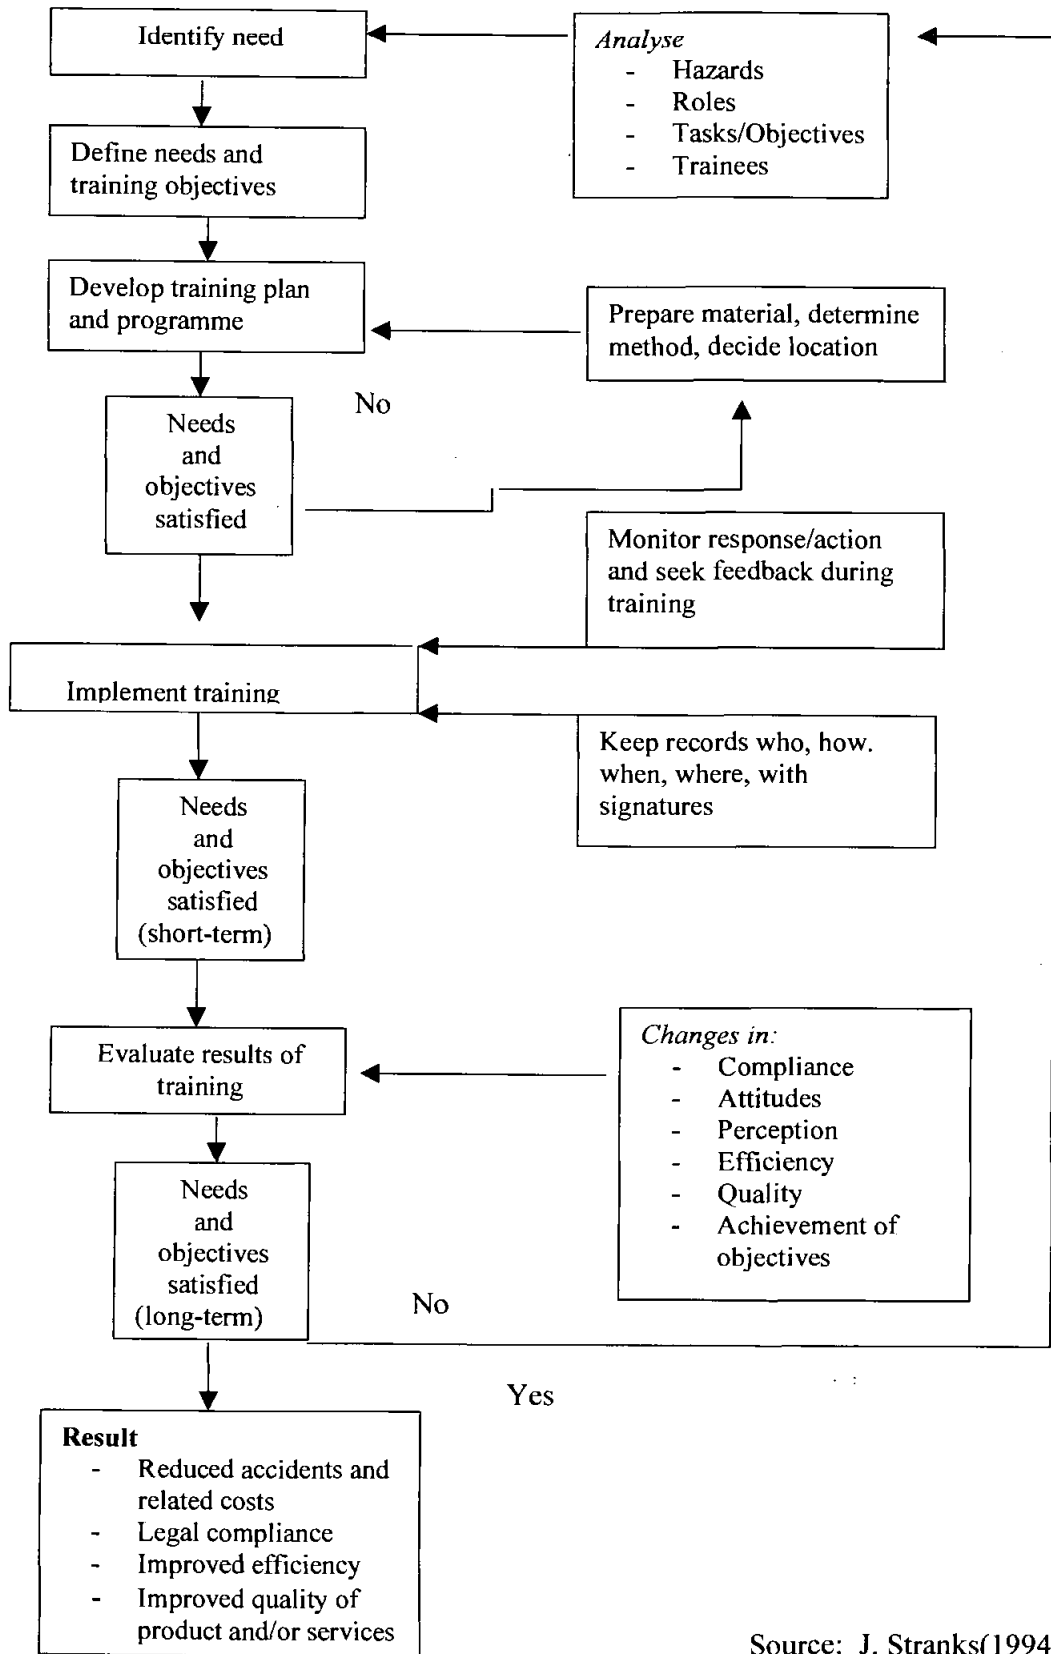 Identify need
Analyse
- Hazards
- Roles
- Tasks/Objectives
- Trainees
Define needs and
training objectives
Develop training plan
and programme
Prepare material, determine
method, decide location
No
Needs
and
objectives
satisfied
Monitor response/action
and seek feedback during
training
Implement training
Keep records who, how.
when, where, with
signatures
Needs
and
objectives
satisfied
(short-term)
Evaluate results of
training
Changes in:
- Compliance
- Attitudes
- Perception
- Efficiency
- Quality
- Achievement of
objectives
Needs
and
objectives
satisfied
(long-term)
No
Yes
Result
- Reduced accidents and
related costs
- Legal compliance
- Improved efficiency
- Improved quality of
product and/or services
Source: J. Stranks(1994